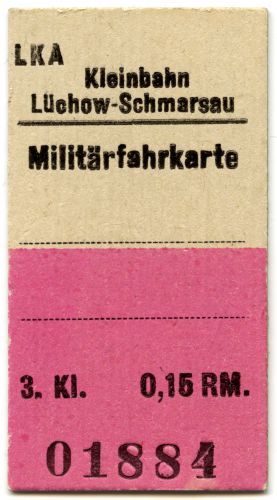 LKA
Kleinbahn
Lüchow-Schmarsau
Militärfahrkarte
3. Kl. 0,15 RM.
01884